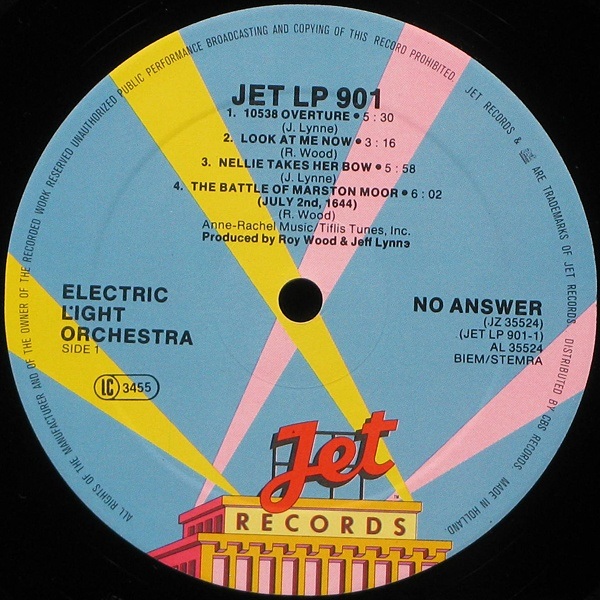 UNAUTHORIZED PUBLIC PERFORMANCE BROADCASTING AND COPYING OF THIS RECORD PROHIBITED.
JET LP 901
1. 10538 OVERTURE • 5 : 30
(J. Lynne)
2. LOOK AT ME NOW • 3 : 16
(R. Wood)
3. NELLIE TAKES HER BOW • 5 : 58
(J. Lynne)
4. THE BATTLE OF MARSTON MOOR • 6 : 02
(JULY 2nd, 1644)
(R. Wood)
Anne-Rachel Music/Tiflis Tunes, Inc.
Produced by Roy Wood & Jeff Lynne
ELECTRIC
LIGHT
ORCHESTRA
SIDE 1
LC 3455
NO ANSWER
(JZ 35524)
(JET LP 901-1)
AL 35524
BIEM/STEMRA
Jet
TM
RECORDS
ALL RIGHTS OF THE MANUFACTURER AND OF THE OWNER OF THE RECORDED WORK RESERVED
JET RECORDS & ARE TRADEMARKS OF JET RECORDS. DISTRIBUTED BY CBS RECORDS. MADE IN HOLLAND.